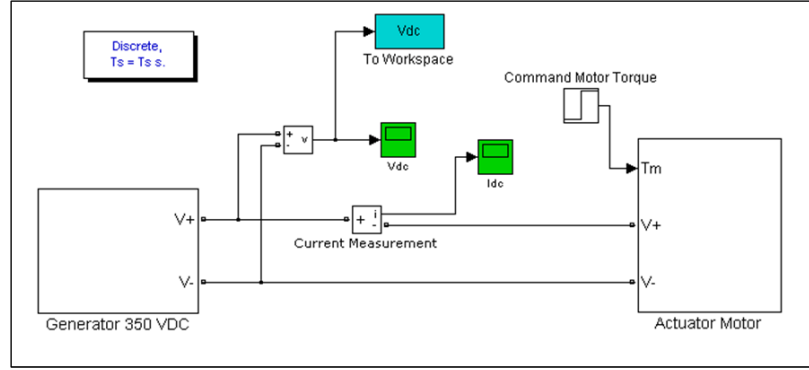 Discrete,
Ts = Ts s.
Vdc
To Workspace
Command Motor Torque
+
-
v
Vdc
Idc
Tm
V+
+
i
-
V+
Current Measurement
V-
V-
Generator 350 VDC
Actuator Motor